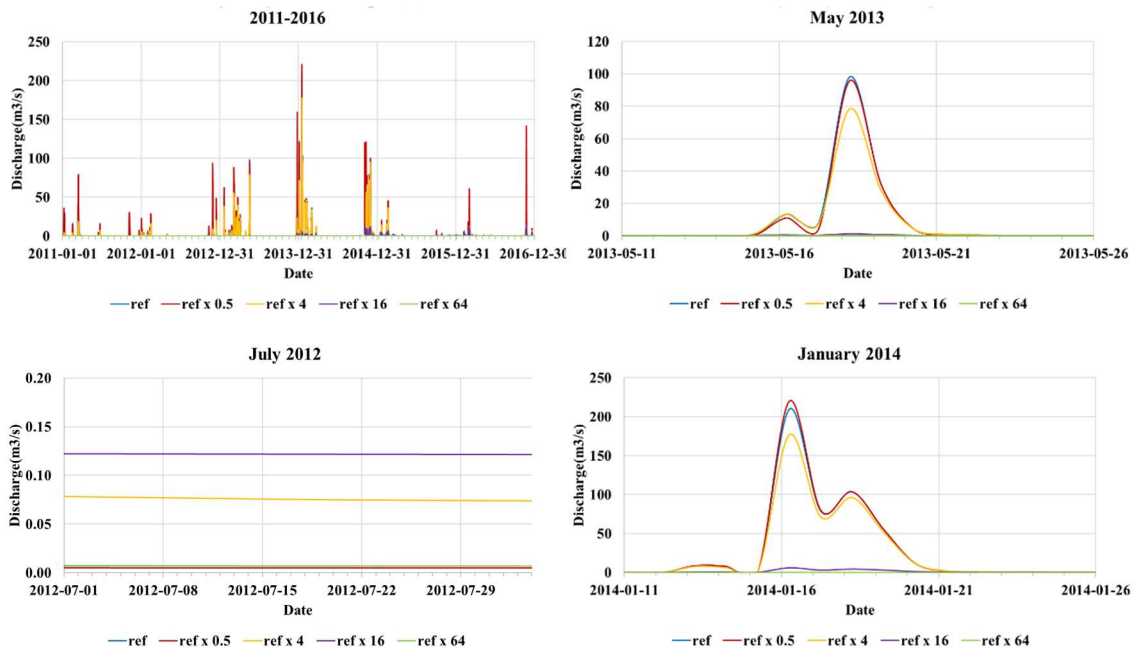 2011-2016
Discharge(m3/s)
250
200
150
100
50
0
2011-01-01 2012-01-01 2012-12-31 2013-12-31 2014-12-31 2015-12-31 2016-12-30
Date
ref ref x 0.5 ref x 4 ref x 16 ref x 64
May 2013
Discharge(m3/s)
120
100
80
60
40
20
0
2013-05-11 2013-05-16 2013-05-21 2013-05-26
Date
ref ref x 0.5 ref x 4 ref x 16 ref x 64
July 2012
Discharge(m3/s)
0.20
0.15
0.10
0.05
0.00
2012-07-01 2012-07-08 2012-07-15 2012-07-22 2012-07-29
Date
ref ref x 0.5 ref x 4 ref x 16 ref x 64
January 2014
Discharge(m3/s)
250
200
150
100
50
0
2014-01-11 2014-01-16 2014-01-21 2014-01-26
Date
ref ref x 0.5 ref x 4 ref x 16 ref x 64